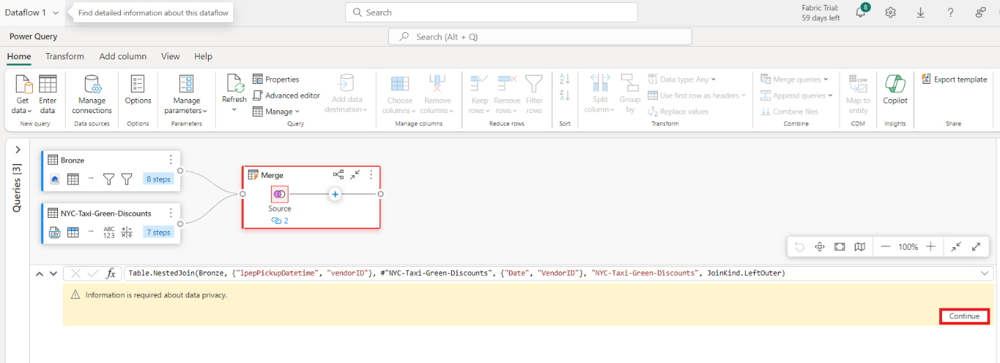 Dataflow 1
Find detailed information about this dataflow
Search
Fabric Trial:
59 days left
8
Power Query
Search (Alt + Q)
Home
Transform
Add column
View
Help
Get data
Enter data
New query
Manage connections
Data sources
Options
Options
Manage parameters
Parameters
Refresh
Properties
Advanced editor
Manage
Add data destination
Query
Choose columns
Remove columns
Manage columns
Keep rows
Remove rows
Filter rows
Reduce rows
A
Z
Z
A
Sort
Split column
Group by
ABC
123
Data type: Any
Use first row as headers
1
2
Replace values
Transform
Merge queries
Append queries
Combine files
Combine
CDM
Map to entity
CDM
Copilot
Insights
Export template
Share
Queries [3]
Bronze
8 steps
NYC-Taxi-Green-Discounts
CSV
ABC
123
7 steps
Merge
Source
2
100%
fx
Table.NestedJoin(Bronze, {"lpepPickupDatetime", "vendorID"}, #"NYC-Taxi-Green-Discounts", {"Date", "VendorID"}, "NYC-Taxi-Green-Discounts", JoinKind.LeftOuter)
Information is required about data privacy.
Continue